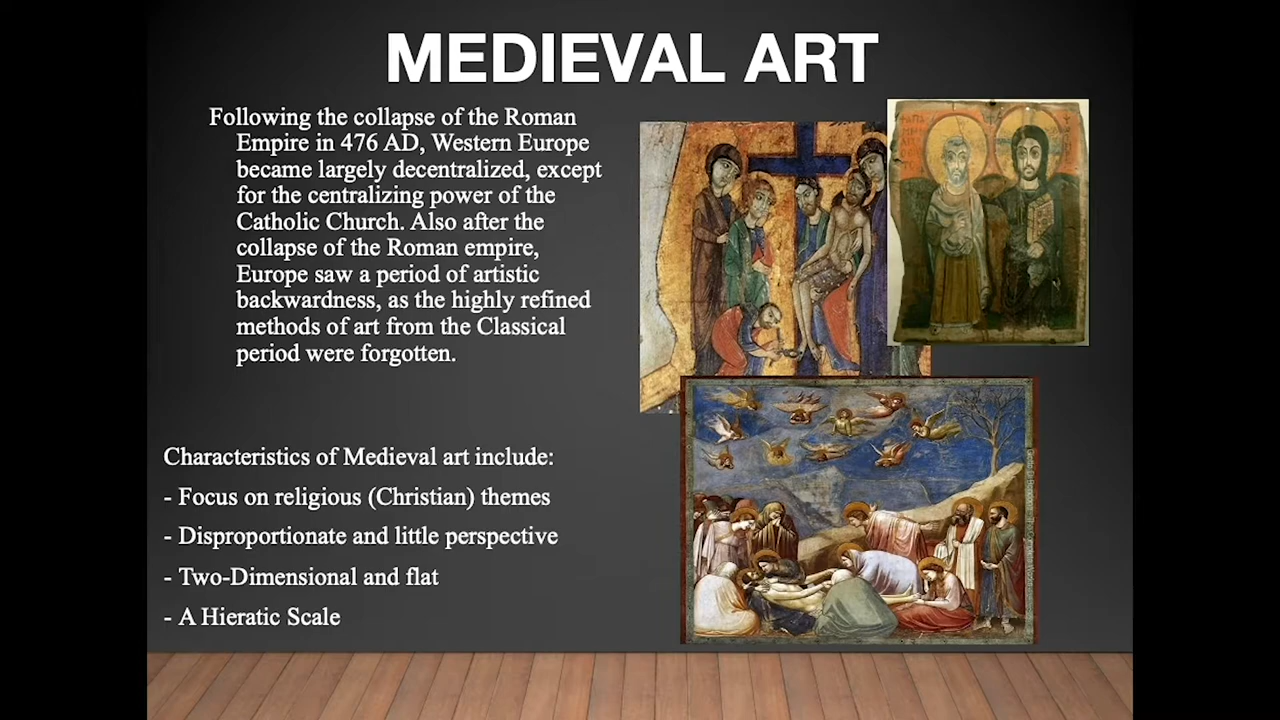 MEDIEVAL ART
Following the collapse of the Roman
Empire in 476 AD, Western Europe
became largely decentralized, except
for the centralizing power of the
Catholic Church. Also after the
collapse of the Roman empire,
Europe saw a period of artistic
backwardness, as the highly refined
methods of art from the Classical
period were forgotten.
Characteristics of Medieval art include:
- Focus on religious (Christian) themes
- Disproportionate and little perspective
- Two-Dimensional and flat
- A Hieratic Scale